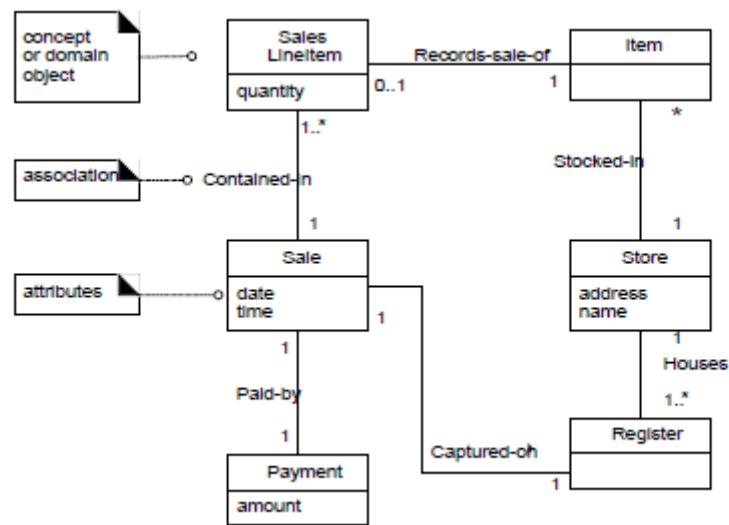 concept
or domain
object
Sales
LineItem
quantity
Records-sale-of
0..1
1
Item
1..*
*
association
Contained-in
Stocked-in
1
1
attributes
Sale
date
time
Store
address
name
1
1
1
Houses
Paid-by
1..*
1
Captured-on
Register
1
Payment
amount